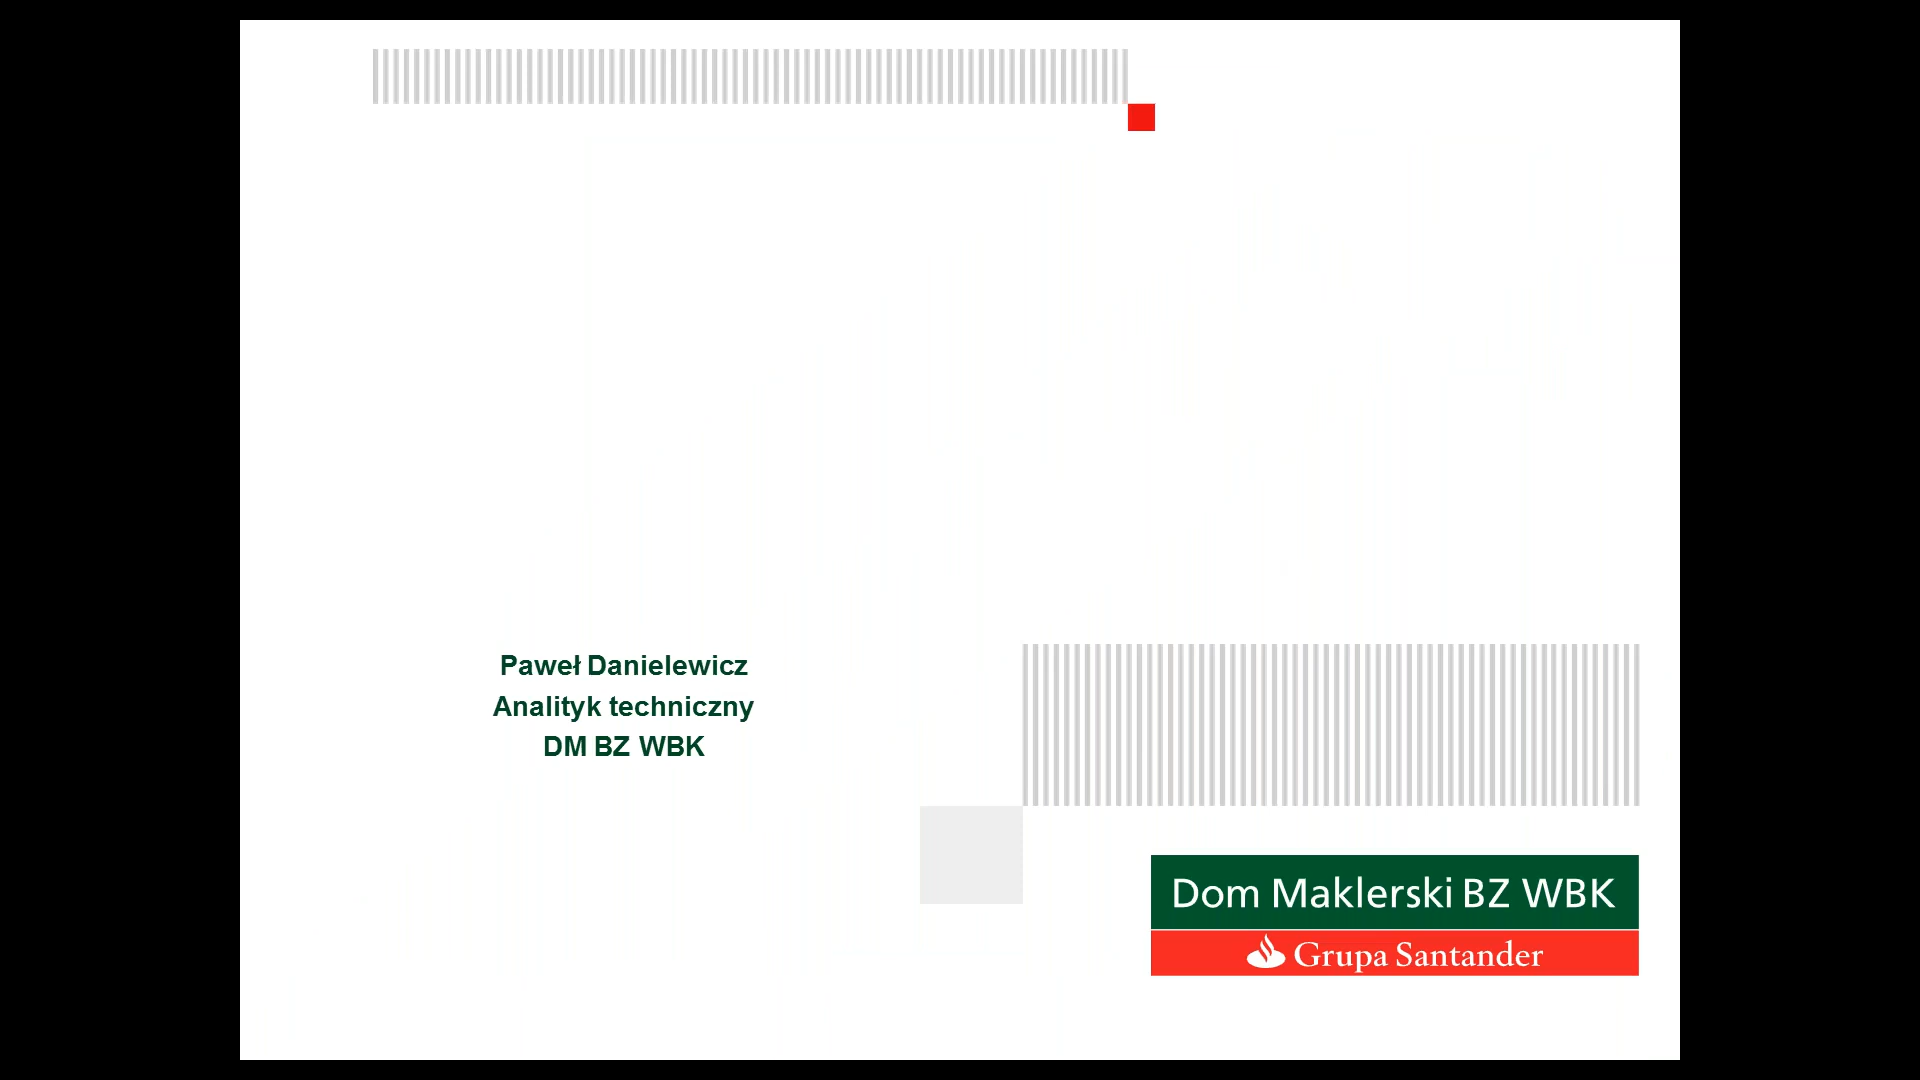 Paweł Danielewicz
Analityk techniczny
DM BZ WBK
Dom Maklerski BZ WBK
Grupa Santander